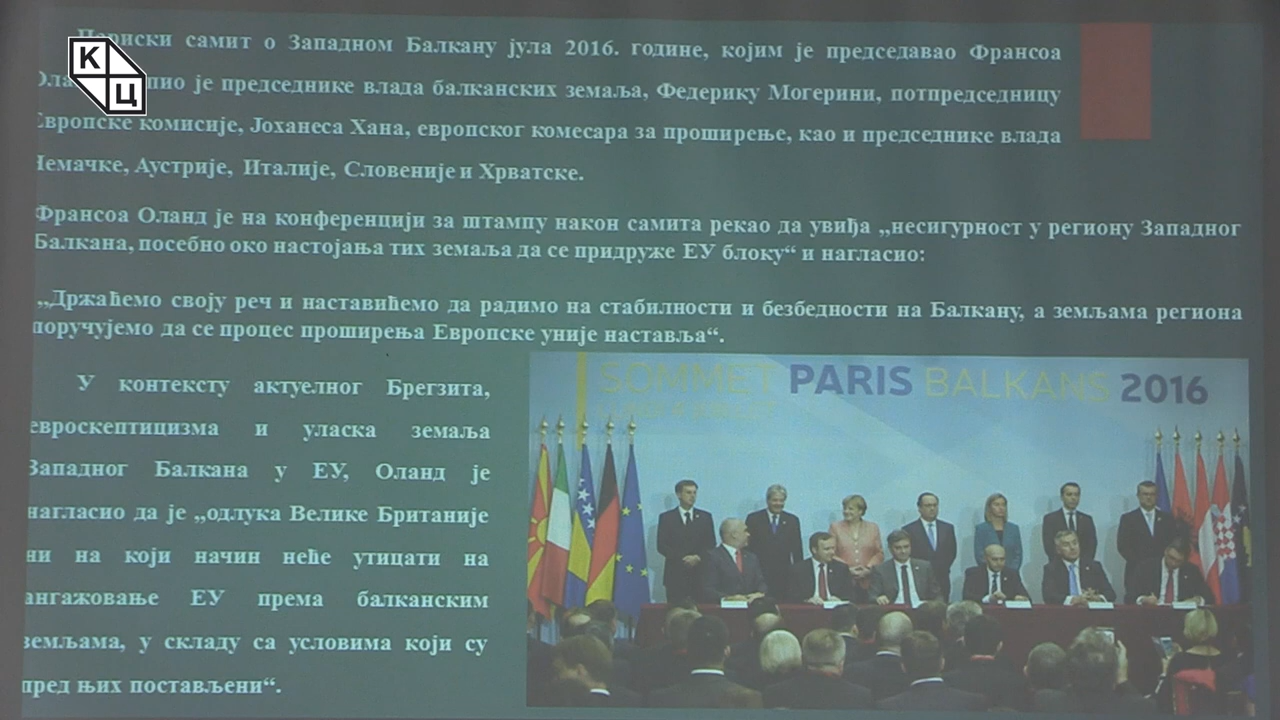 К
Ц
Париски самит о Западном Балкану јула 2016. године, којим је председавао Франсоа
је председнике влада балканских земаља, Федерику Могерини, потпредседницу
Европске комисије, Јоханеса Хана, европског комесара за проширење, као и председнике влада
Немачке, Аустрије, Италије, Словеније и Хрватске.
Франсоа Оланд је на конференцији за штампу након самита рекао да увиђа „несигурност у региону Западног
Балкана, посебно око настојања тих земаља да се придруже ЕУ блоку“ и нагласио:
„Држаћемо своју реч и наставићемо да радимо на стабилности и безбедности на Балкану, а земљама региона
поручујемо да се процес проширења Европске уније наставља“.
У контексту актуелног Брегзита,
евроскептицизма и уласка земаља
Западног Балкана у ЕУ, Оланд је
нагласио да је „одлука Велике Британије
ни на који начин неће утицати на
ангажовање ЕУ према балканским
земљама, у складу са условима који су
пред њих постављени“.
SOMMET PARIS BALKANS 2016